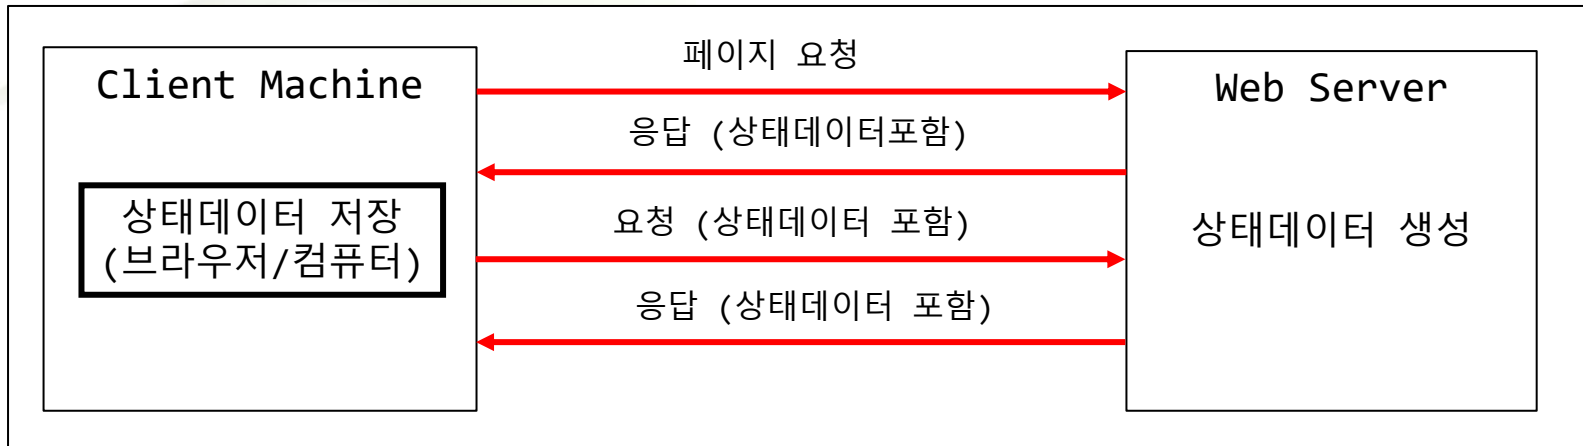 Client Machine
상태데이터 저장
(브라우저/컴퓨터)
페이지 요청
응답 (상태데이터포함)
요청 (상태데이터 포함)
응답 (상태데이터 포함)
Web Server
상태데이터 생성